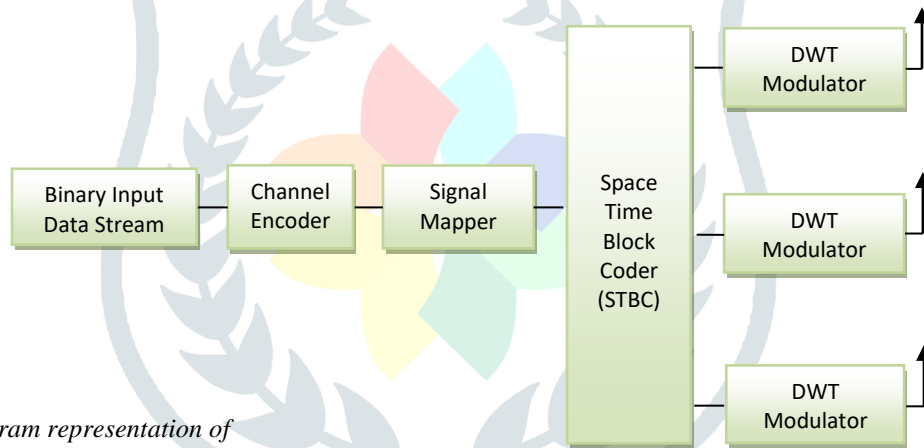 Binary Input
Data Stream
Channel
Encoder
Signal
Mapper
Space
Time
Block
Coder
(STBC)
DWT
Modulator
DWT
Modulator
DWT
Modulator
ram representation of